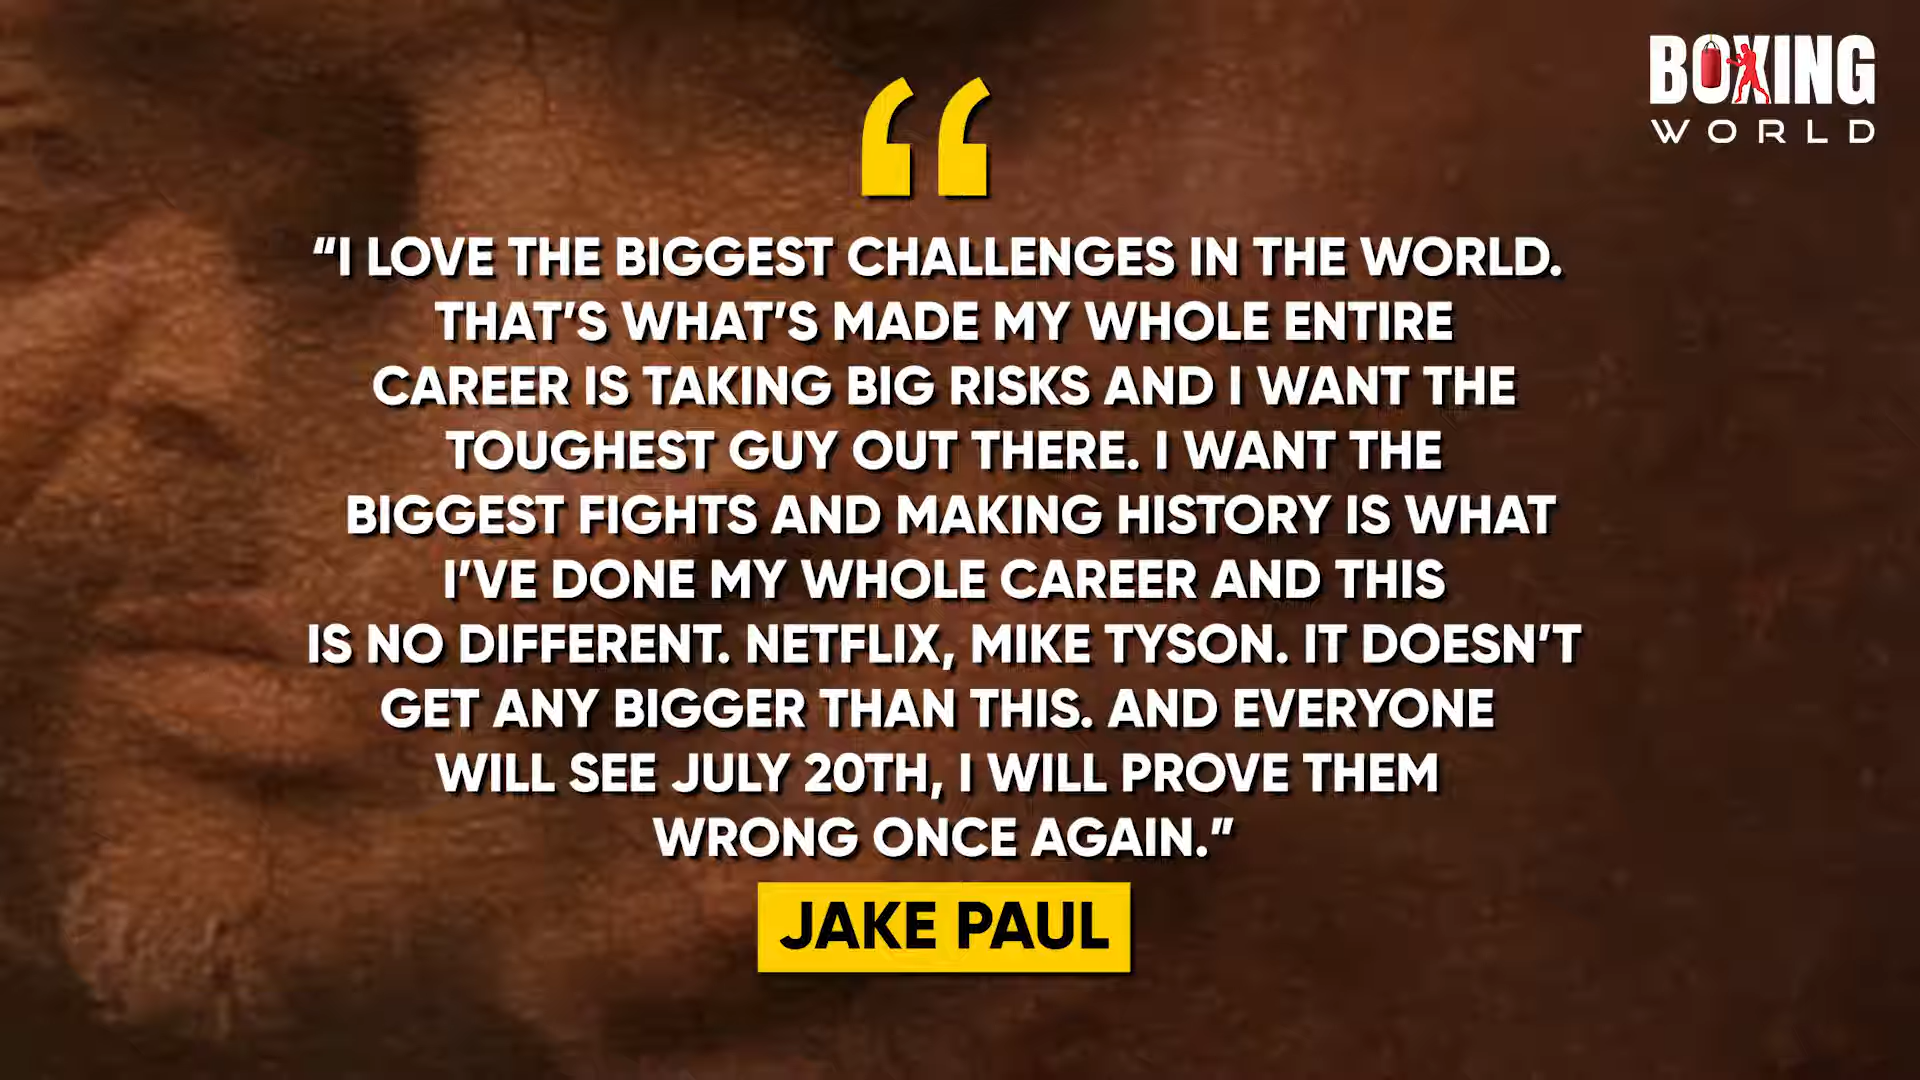 BOXING
WORLD
“
“I LOVE THE BIGGEST CHALLENGES IN THE WORLD.
THAT’S WHAT’S MADE MY WHOLE ENTIRE
CAREER IS TAKING BIG RISKS AND I WANT THE
TOUGHEST GUY OUT THERE. I WANT THE
BIGGEST FIGHTS AND MAKING HISTORY IS WHAT
I’VE DONE MY WHOLE CAREER AND THIS
IS NO DIFFERENT. NETFLIX, MIKE TYSON. IT DOESN’T
GET ANY BIGGER THAN THIS. AND EVERYONE
WILL SEE JULY 20TH, I WILL PROVE THEM
WRONG ONCE AGAIN.”
JAKE PAUL